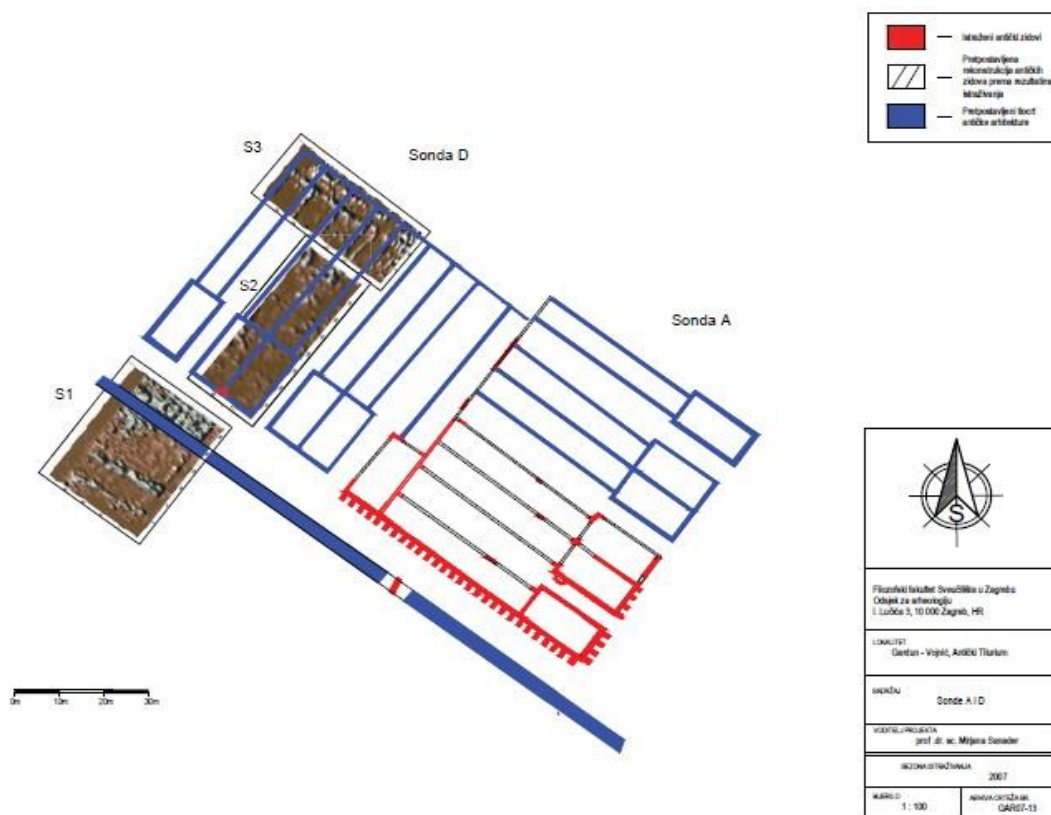 Istraženi antički zidovi
Pretpostavljena
rekonstrukcija antičkih
zidova prema rezultatima
istraživanja
Pretpostavljeni tlocrt
antičke arhitekture
S3
Sonda D
S2
Sonda A
S1
S
0m 10m 20m 30m
Filozofski fakultet Sveučilišta u Zagrebu
Odsjek za arheologiju
I. Lučića 3, 10 000 Zagreb, HR
LOKALITET
Gardun - Vojnić, Antički Tilurium
SADRŽAJ
Sonde A i D
VODITELJ PROJEKTA
prof. dr. sc. Mirjana Sanader
SEZONA ISTRAŽIVANJA
2007
MJERILO
1 : 100
ARHIVA CRTEŽA BR.
GAR07-13